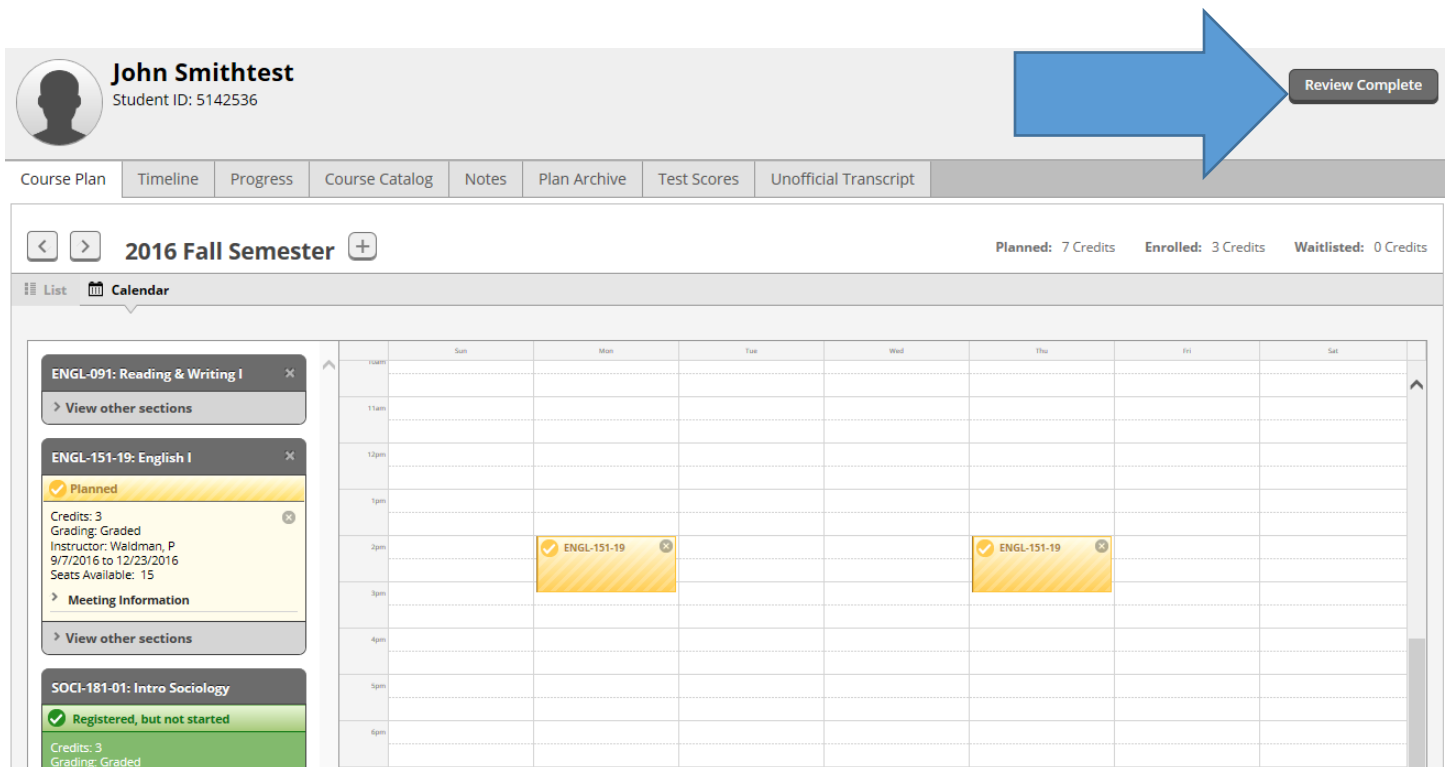 John Smithtest
Student ID: 5142536
Review Complete
Course Plan Timeline Progress Course Catalog Notes Plan Archive Test Scores Unofficial Transcript
2016 Fall Semester
Planned: 7 Credits Enrolled: 3 Credits Waitlisted: 0 Credits
List Calendar
Sun Mon Tue Wed Thu Fri Sat
ENGL-091: Reading & Writing I
View other sections
ENGL-151-19: English I
Planned
Credits: 3
Grading: Graded
Instructor: Waldman, P
9/7/2016 to 12/23/2016
Seats Available: 15
Meeting Information
View other sections
SOCI-181-01: Intro Sociology
Registered, but not started
Credits: 3
Grading: Graded
10am
11am
12pm
1pm
2pm ENGL-151-19 ENGL-151-19
3pm
4pm
5pm
6pm